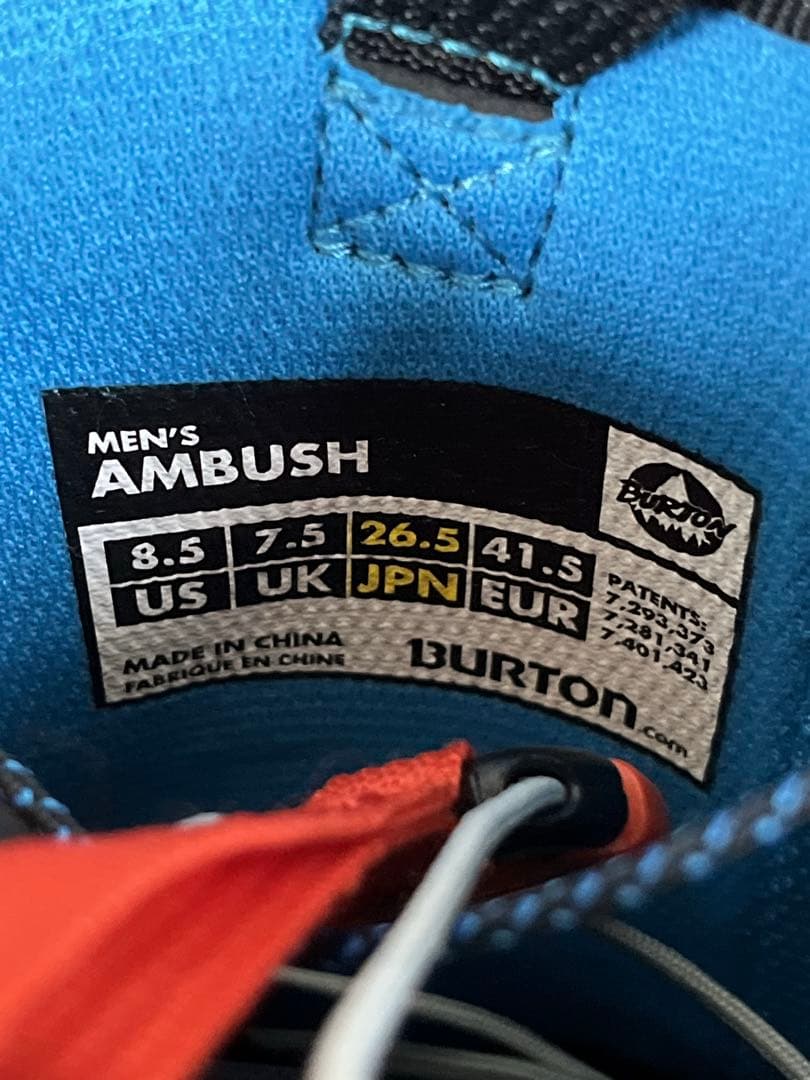 MEN'S
AMBUSH
BURTON
8.5 7.5 26.5 41.5
US UK JPN EUR
PATENTS:
7,293,373
7,281,341
7,401,423
MADE IN CHINA
FABRIQUE EN CHINE
BURTON.com